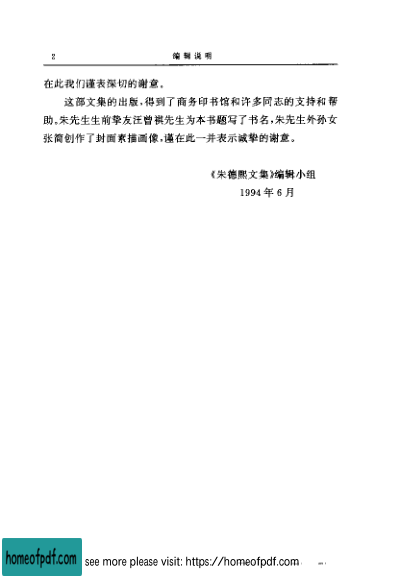 2 编辑说明
在此我们谨表深切的谢意。
这部文集的出版，得到了商务印书馆和许多同志的支持和帮
助。朱先生生前挚友汪曾祺先生为本书题写了书名，朱先生外孙女
张简创作了封面素描画像，谨在此一并表示诚挚的谢意。
《朱德熙文集》编辑小组
1994年6月
homeofpdf.com see more please visit: https://homeofpdf.com